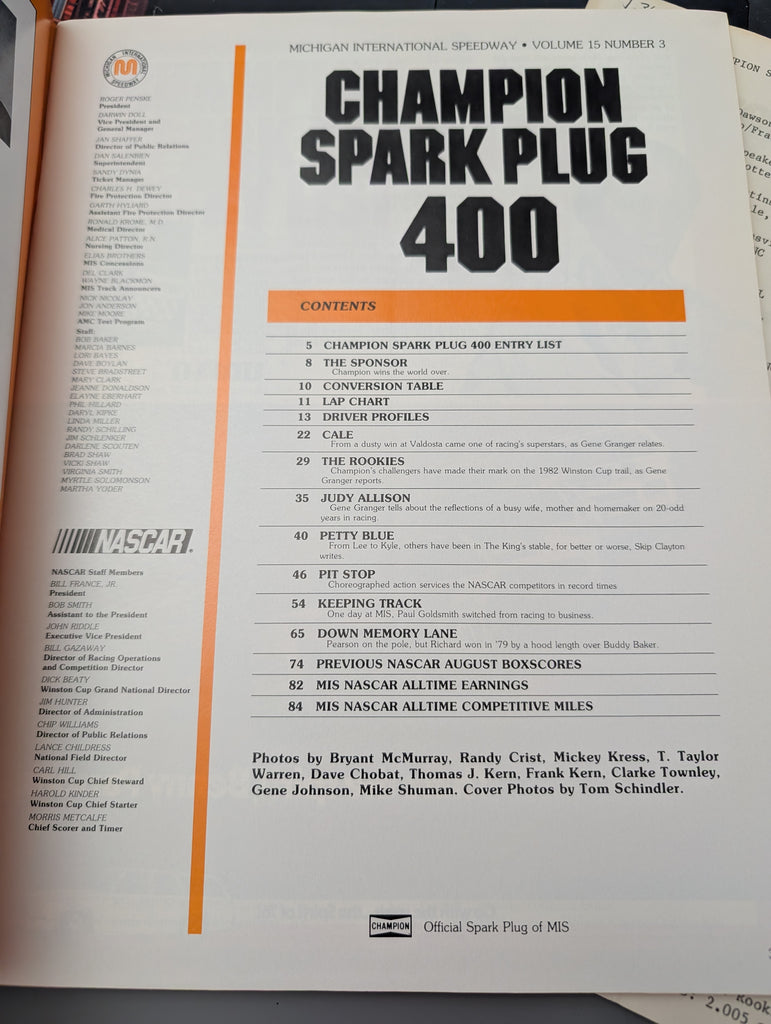 MICHIGAN INTERNATIONAL SPEEDWAY
M
ROGER PENSKE
President
DARWIN DOLL
Vice President and
General Manager
JAN SHAFFER
Director of Public Relations
DAN SALENBIEN
Superintendent
SANDY DYNIA
Ticket Manager
CHARLES H. DEWEY
Fire Protection Director
GARTH HYLIARD
Assistant Fire Protection Director
RONALD KROME, M.D.
Medical Director
ALICE PATTON, R.N.
Nursing Director
ELIAS BROTHERS
MIS Concessions
DEL CLARK
WAYNE BLACKMON
MIS Track Announcers
NICK NICOLAY
JON ANDERSON
MIKE MOORE
AMC Test Program
Staff:
BOB BAKER
MARCIA BARNES
LORI BAYES
DAVE BOYLAN
STEVE BRADSTREET
MARY CLARK
JEANNE DONALDSON
ELAYNE EBERHART
PHIL HILLARD
DARYL KIPKE
LINDA MILLER
RANDY SCHILLING
JIM SCHLENKER
DARLENE SCOUTEN
BRAD SHAW
VICKI SHAW
VIRGINIA SMITH
MYRTLE SOLOMONSON
MARTHA YODER
NASCAR
NASCAR Staff Members
BILL FRANCE, JR.
President
BOB SMITH
Assistant to the President
JOHN RIDDLE
Executive Vice President
BILL GAZAWAY
Director of Racing Operations
and Competition Director
DICK BEATY
Winston Cup Grand National Director
JIM HUNTER
Director of Administration
CHIP WILLIAMS
Director of Public Relations
LANCE CHILDRESS
National Field Director
CARL HILL
Winston Cup Chief Steward
HAROLD KINDER
Winston Cup Chief Starter
MORRIS METCALFE
Chief Scorer and Timer
MICHIGAN INTERNATIONAL SPEEDWAY • VOLUME 15 NUMBER 3
CHAMPION
SPARK PLUG
400
CONTENTS
5 CHAMPION SPARK PLUG 400 ENTRY LIST
8 THE SPONSOR
Champion wins the world over.
10 CONVERSION TABLE
11 LAP CHART
13 DRIVER PROFILES
22 CALE
From a dusty win at Valdosta came one of racing's superstars, as Gene Granger relates.
29 THE ROOKIES
Champion's challengers have made their mark on the 1982 Winston Cup trail, as Gene
Granger reports.
35 JUDY ALLISON
Gene Granger tells about the reflections of a busy wife, mother and homemaker on 20-odd
years in racing.
40 PETTY BLUE
From Lee to Kyle, others have been in The King's stable, for better or worse, Skip Clayton
writes.
46 PIT STOP
Choreographed action services the NASCAR competitors in record times
54 KEEPING TRACK
One day at MIS, Paul Goldsmith switched from racing to business.
65 DOWN MEMORY LANE
Pearson on the pole, but Richard won in '79 by a hood length over Buddy Baker.
74 PREVIOUS NASCAR AUGUST BOXSCORES
82 MIS NASCAR ALLTIME EARNINGS
84 MIS NASCAR ALLTIME COMPETITIVE MILES
Photos by Bryant McMurray, Randy Crist, Mickey Kress, T. Taylor
Warren, Dave Chobat, Thomas J. Kern, Frank Kern, Clarke Townley,
Gene Johnson, Mike Shuman. Cover Photos by Tom Schindler.
CHAMPION Official Spark Plug of MIS
2.005